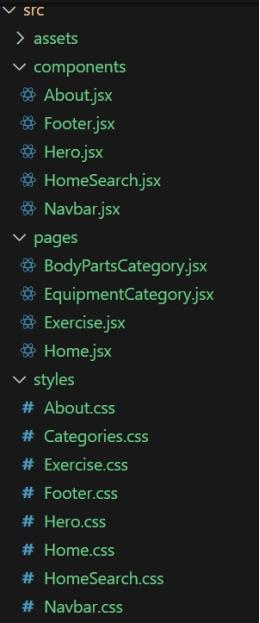 src
assets
components
About.jsx
Footer.jsx
Hero.jsx
HomeSearch.jsx
Navbar.jsx
pages
BodyPartsCategory.jsx
EquipmentCategory.jsx
Exercise.jsx
Home.jsx
styles
# About.css
# Categories.css
# Exercise.css
# Footer.css
# Hero.css
# Home.css
# HomeSearch.css
# Navbar.css